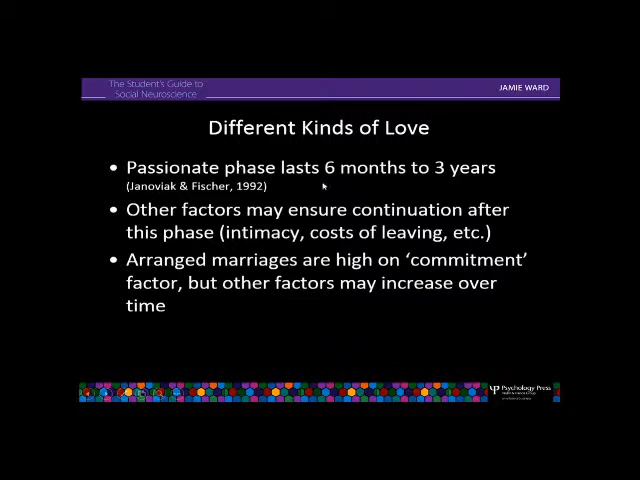 The Student's Guide to
Social Neuroscience
JAMIE WARD
Different Kinds of Love
• Passionate phase lasts 6 months to 3 years
(Janoviak & Fischer, 1992)
• Other factors may ensure continuation after
this phase (intimacy, costs of leaving, etc.)
• Arranged marriages are high on ‘commitment’
factor, but other factors may increase over
time
Psychology Press